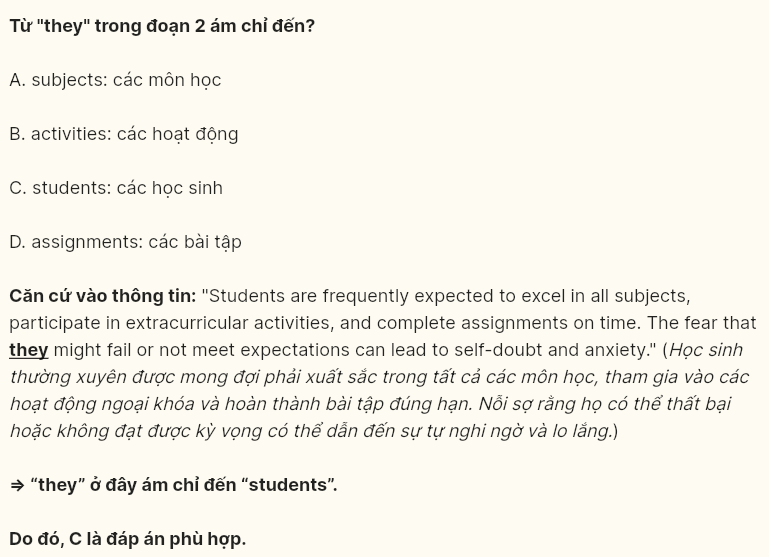 Từ "they" trong đoạn 2 ám chỉ đến?
A. subjects: các môn học
B. activities: các hoạt động
C. students: các học sinh
D. assignments: các bài tập
Căn cứ vào thông tin: "Students are frequently expected to excel in all subjects,
participate in extracurricular activities, and complete assignments on time. The fear that
they might fail or not meet expectations can lead to self-doubt and anxiety." (Học sinh
thường xuyên được mong đợi phải xuất sắc trong tất cả các môn học, tham gia vào các
hoạt động ngoại khóa và hoàn thành bài tập đúng hạn. Nỗi sợ rằng họ có thể thất bại
hoặc không đạt được kỳ vọng có thể dẫn đến sự tự nghi ngờ và lo lắng.)
⇒ “they” ở đây ám chỉ đến “students”.
Do đó, C là đáp án phù hợp.